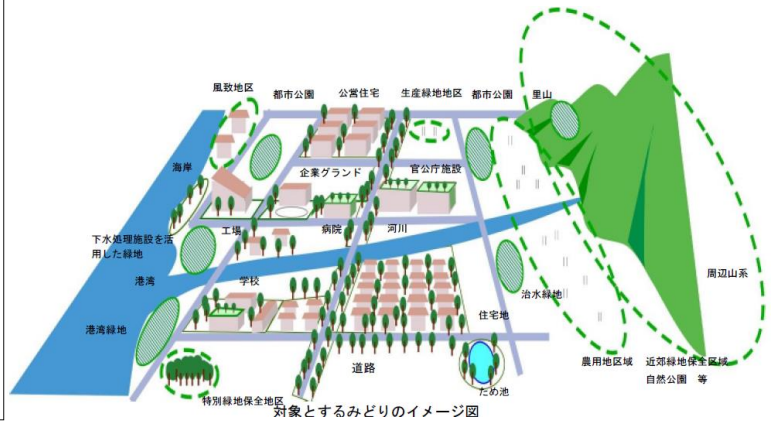 風致地区
都市公園
公営住宅
生産緑地地区
都市公園
里山
海岸
企業グランド
官公庁施設
工場
病院
河川
下水処理施設を活
用した緑地
港湾
学校
周辺山系
治水緑地
港湾緑地
住宅地
道路
農用地区域
近郊緑地保全区域
自然公園　等
ため池
特別緑地保全地区
対象とするみどりのイメージ図